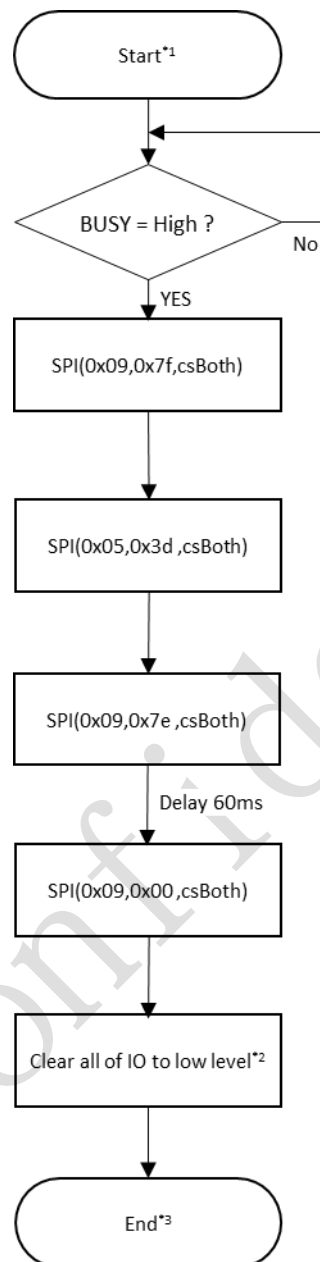 Start*1
BUSY = High ?
No
YES
SPI(0x09,0x7f,csBoth)
SPI(0x05,0x3d ,csBoth)
SPI(0x09,0x7e ,csBoth)
Delay 60ms
SPI(0x09,0x00 ,csBoth)
Clear all of IO to low level*2
End*3
onfide